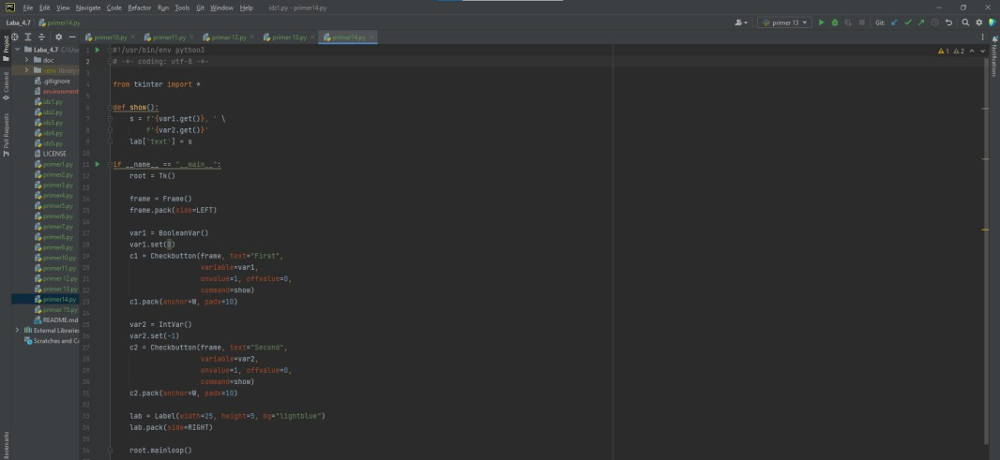 PC File Edit View Navigate Code Refactor Run Tools Git Window Help idz1.py - primer14.py
Laba_4.7 primer14.py primer 13 Git:
primer10.py primer11.py primer 12.py primer 13.py primer14.py
Project
Commit
Pull Requests
Bookmarks
Notifications
Laba_4.7 C:\Use
doc
venv library
.gitignore
environment
idz1.py
idz2.py
idz3.py
idz4.py
idz5.py
LICENSE
primer1.py
primer2.py
primer3.py
primer4.py
primer5.py
primer6.py
primer7.py
primer8.py
primer9.py
primer10.py
primer11.py
primer 12.py
primer 13.py
primer14.py
primer 15.py
README.md
External Libraries
Scratches and Co
1 #!/usr/bin/env python3
2 # -*- coding: utf-8 -*-
3
4 from tkinter import *
5
6 def show():
7 s = f'{var1.get()}, ' \
8 f'{var2.get()}'
9 lab['text'] = s
10
11 if __name__ == "__main__":
12 root = Tk()
13
14 frame = Frame()
15 frame.pack(side=LEFT)
16
17 var1 = BooleanVar()
18 var1.set(0)
19 c1 = Checkbutton(frame, text="First",
20 variable=var1,
21 onvalue=1, offvalue=0,
22 command=show)
23 c1.pack(anchor=W, padx=10)
24
25 var2 = IntVar()
26 var2.set(-1)
27 c2 = Checkbutton(frame, text="Second",
28 variable=var2,
29 onvalue=1, offvalue=0,
30 command=show)
31 c2.pack(anchor=W, padx=10)
32
33 lab = Label(width=25, height=5, bg="lightblue")
34 lab.pack(side=RIGHT)
35
36 root.mainloop()
1 2